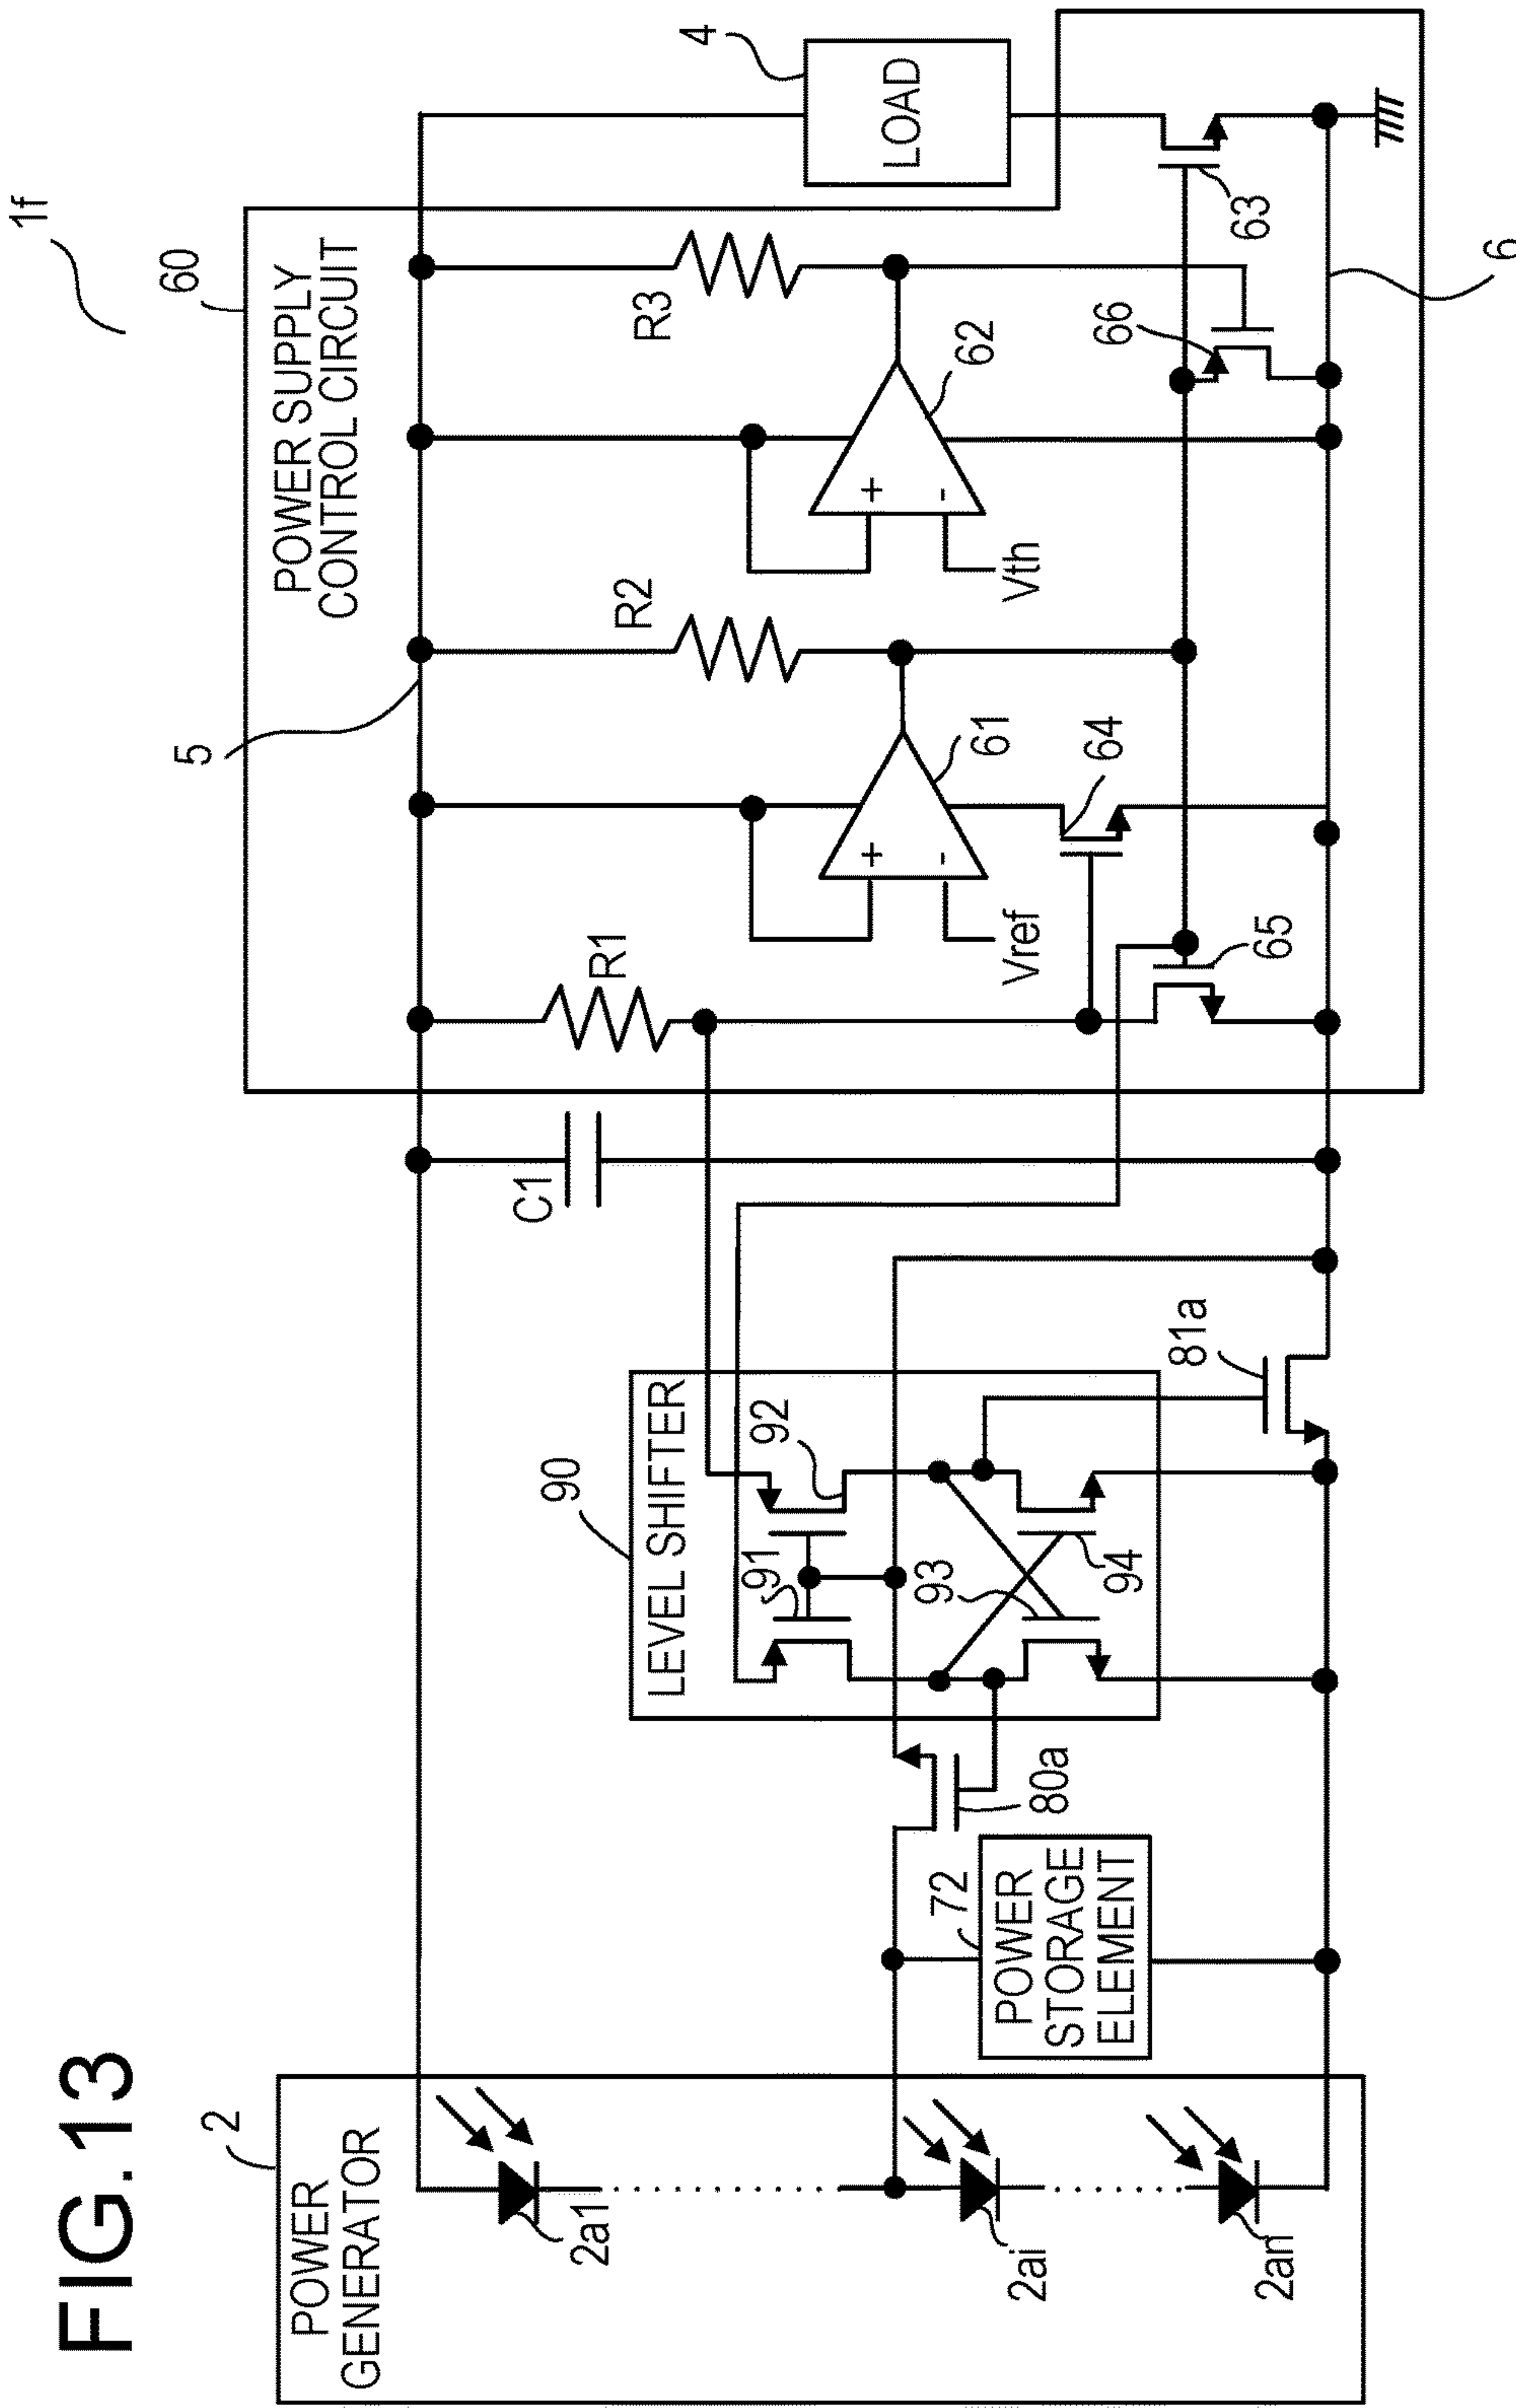 FIG.13
1f
60
POWER SUPPLY
CONTROL CIRCUIT
5
R1
R2
R3
4
LOAD
+
-
61
Vref
+
-
62
Vth
63
64
65
66
6
C1
90
LEVEL SHIFTER
91
92
93
94
81a
80a
72
POWER
STORAGE
ELEMENT
2
POWER
GENERATOR
2a1
2ai
2an